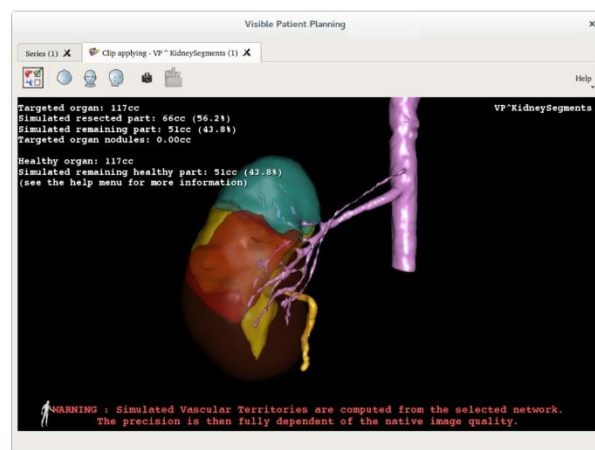 Visible Patient Planning
Series (1) X Clip applying - VP ^ KidneySegments (1) X
Help
Targeted organ: 117cc
Simulated resected part: 66cc (56.2%)
Simulated remaining part: 51cc (43.8%)
Targeted organ nodules: 0.00cc
VP^KidneySegments
Healthy organ: 117cc
Simulated remaining healthy part: 51cc (43.8%)
(see the help menu for more information)
WARNING : Simulated Vascular Territories are computed from the selected network.
The precision is then fully dependent of the native image quality.